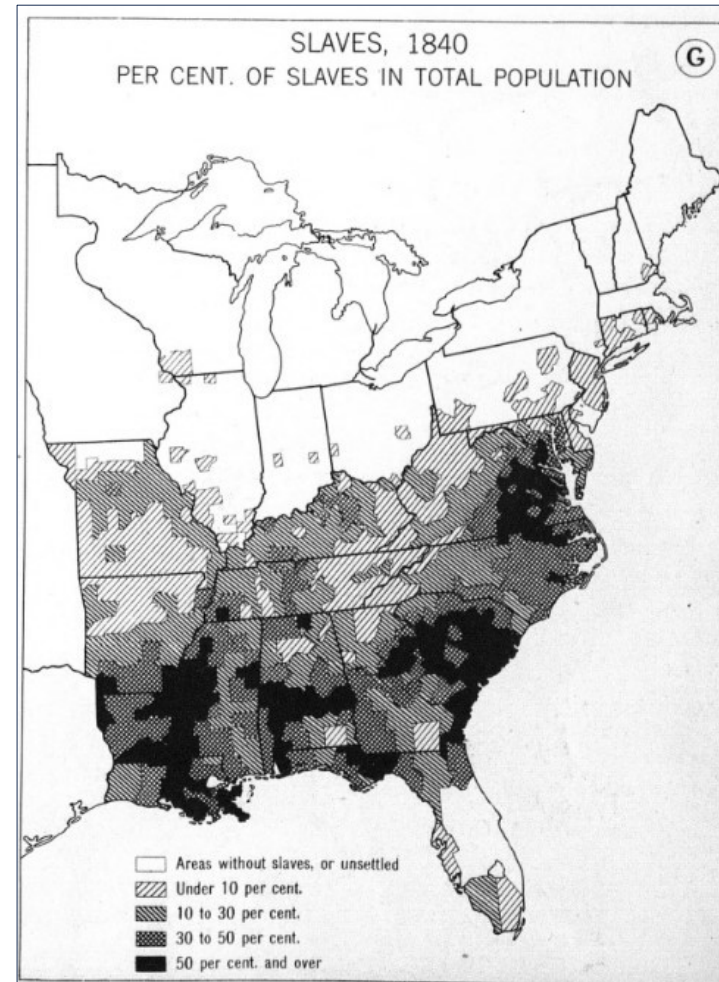 SLAVES, 1840
PER CENT. OF SLAVES IN TOTAL POPULATION
G
Areas without slaves, or unsettled
Under 10 per cent.
10 to 30 per cent.
30 to 50 per cent.
50 per cent. and over